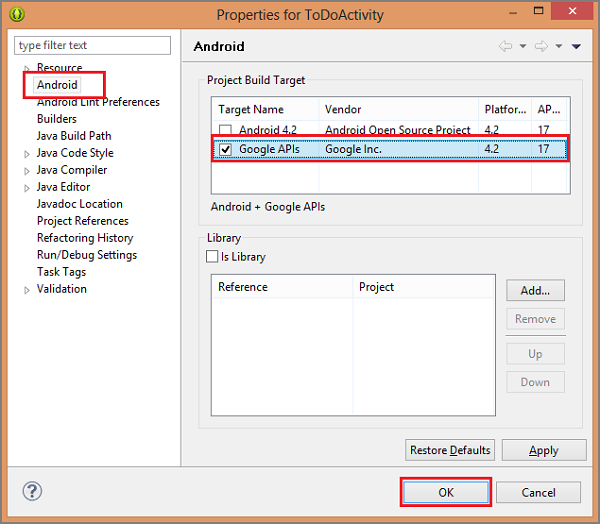 Properties for ToDoActivity
type filter text
Resource
Android
Android Lint Preferences
Builders
Java Build Path
Java Code Style
Java Compiler
Java Editor
Javadoc Location
Project References
Refactoring History
Run/Debug Settings
Task Tags
Validation
Android
Project Build Target
Target Name Vendor Platfor... AP...
Android 4.2 Android Open Source Project 4.2 17
Google APIs Google Inc. 4.2 17
Android + Google APIs
Library
Is Library
Reference Project
Add...
Remove
Up
Down
Restore Defaults Apply
? OK Cancel